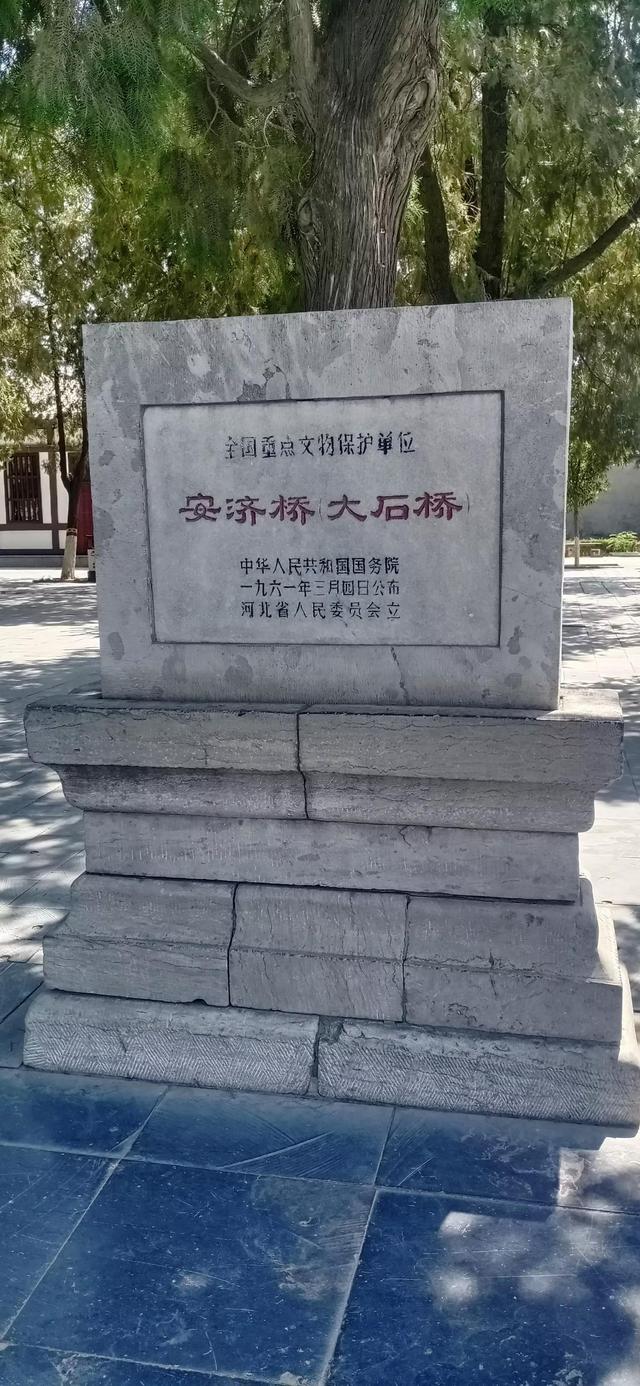 全国重点文物保护单位
安济桥(大石桥)
中华人民共和国国务院
一九六一年三月四日公布
河北省人民委员会立